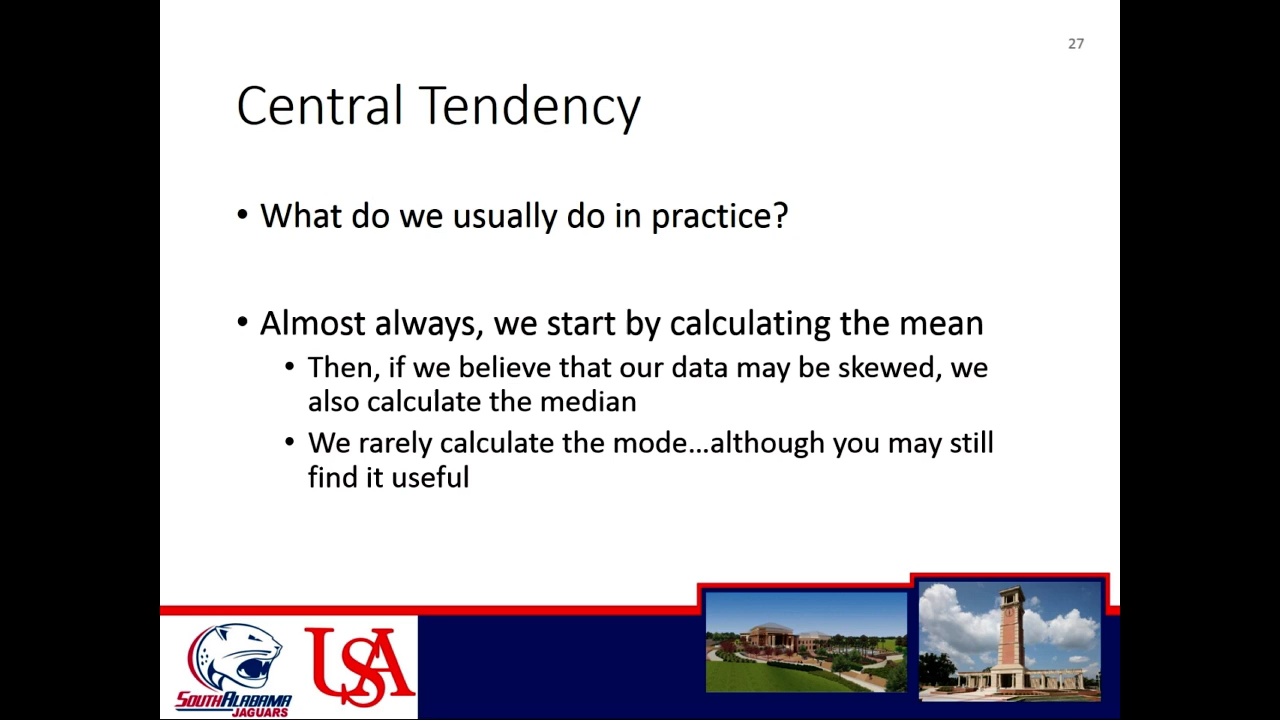 27
Central Tendency
• What do we usually do in practice?
• Almost always, we start by calculating the mean
• Then, if we believe that our data may be skewed, we
also calculate the median
• We rarely calculate the mode…although you may still
find it useful
SOUTH ALABAMA
JAGUARS
USA